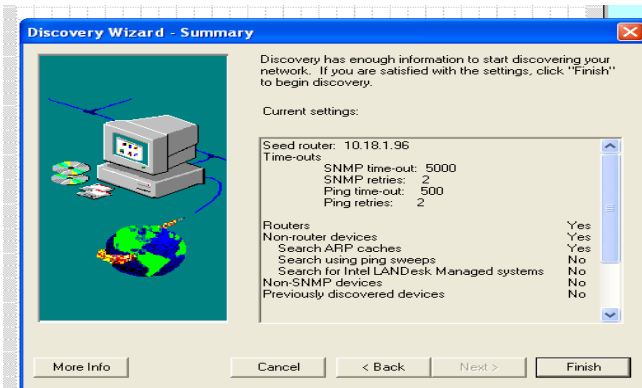 Discovery Wizard - Summary
Discovery has enough information to start discovering your
network. If you are satisfied with the settings, click "Finish"
to begin discovery.
Current settings:
Seed router: 10.18.1.96
Time-outs
SNMP time-out: 5000
SNMP retries: 2
Ping time-out: 500
Ping retries: 2
Routers Yes
Non-router devices Yes
Search ARP caches Yes
Search using ping sweeps No
Search for Intel LANDesk Managed systems No
Non-SNMP devices No
Previously discovered devices No
More Info Cancel < Back Next > Finish